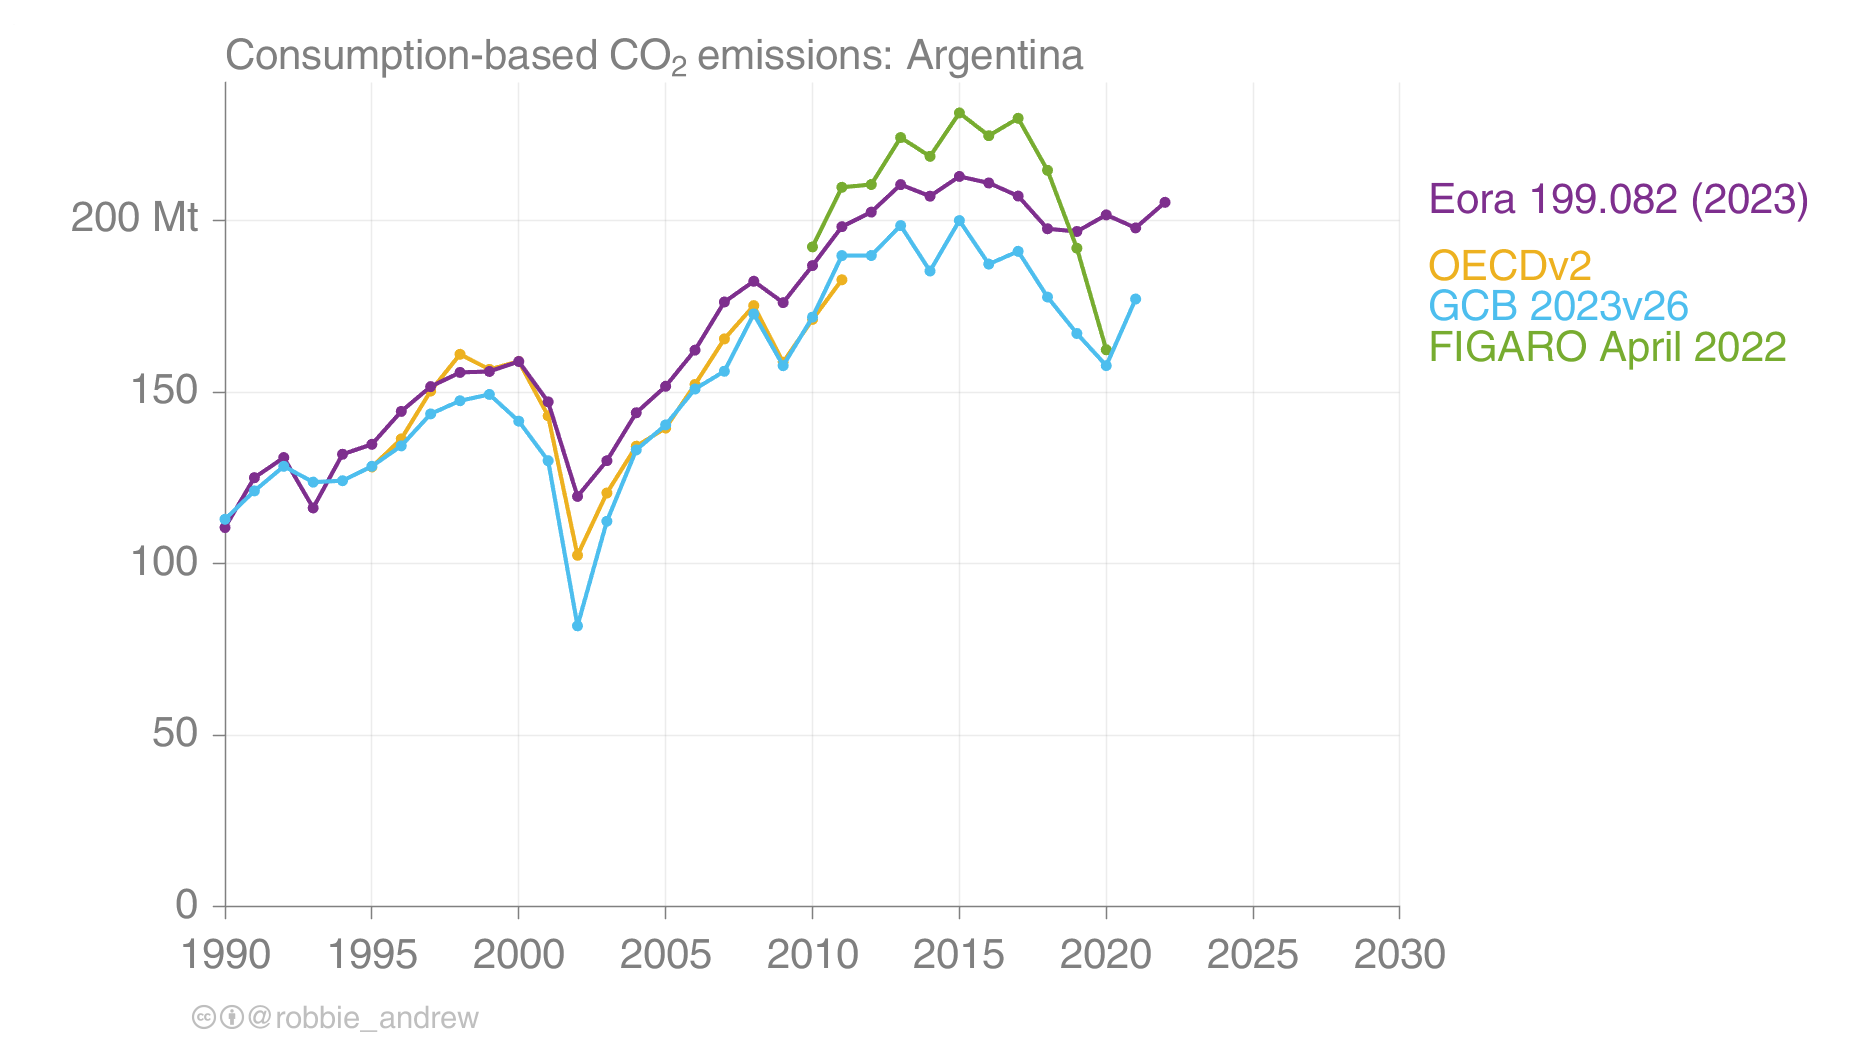 Consumption-based CO₂ emissions: Argentina
200 Mt
150
100
50
0
1990 1995 2000 2005 2010 2015 2020 2025 2030
Eora 199.082 (2023)
OECDv2
GCB 2023v26
FIGARO April 2022
cc @robbie_andrew